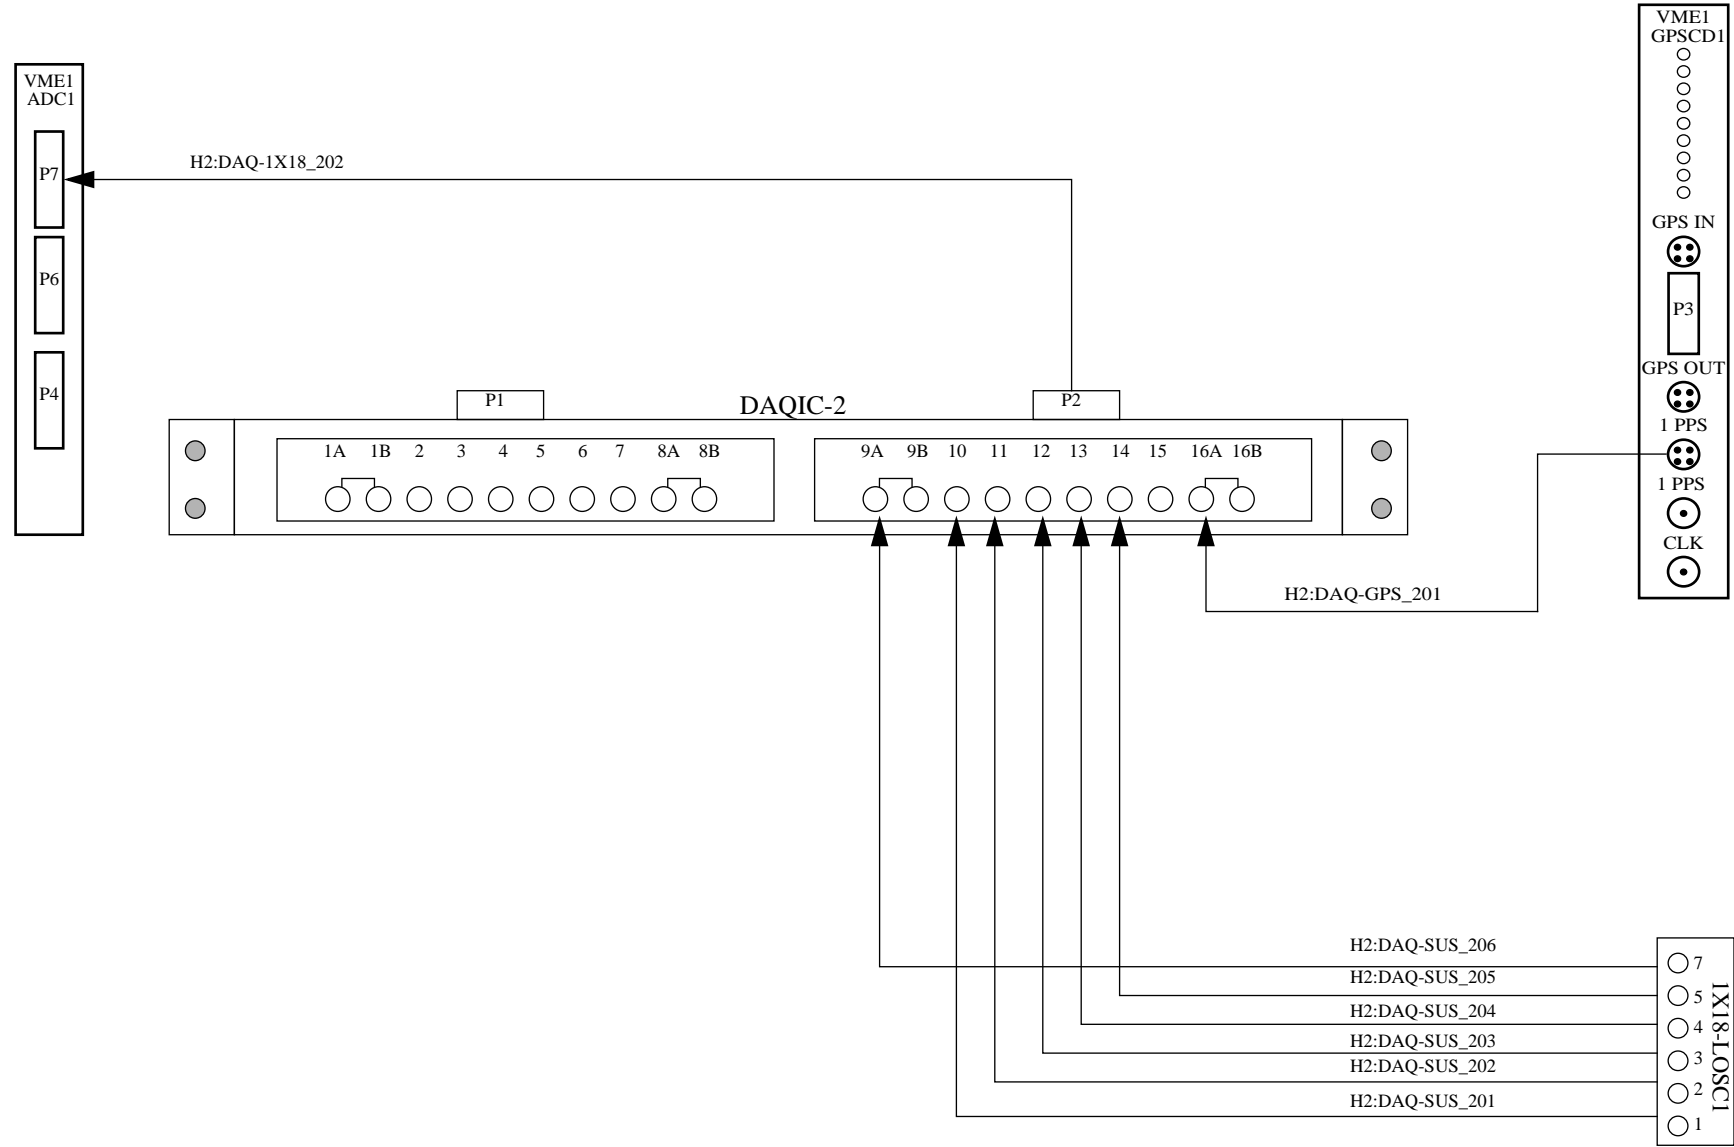 VME1
ADC1
P7
P6
P4
H2:DAQ-1X18_202
P1
DAQIC-2
P2
1A 1B 2 3 4 5 6 7 8A 8B
9A 9B 10 11 12 13 14 15 16A 16B
VME1
GPSCD1
GPS IN
P3
GPS OUT
1 PPS
1 PPS
CLK
H2:DAQ-GPS_201
H2:DAQ-SUS_206
H2:DAQ-SUS_205
H2:DAQ-SUS_204
H2:DAQ-SUS_203
H2:DAQ-SUS_202
H2:DAQ-SUS_201
7
5
4
3
2
1
1X18-LOSC1